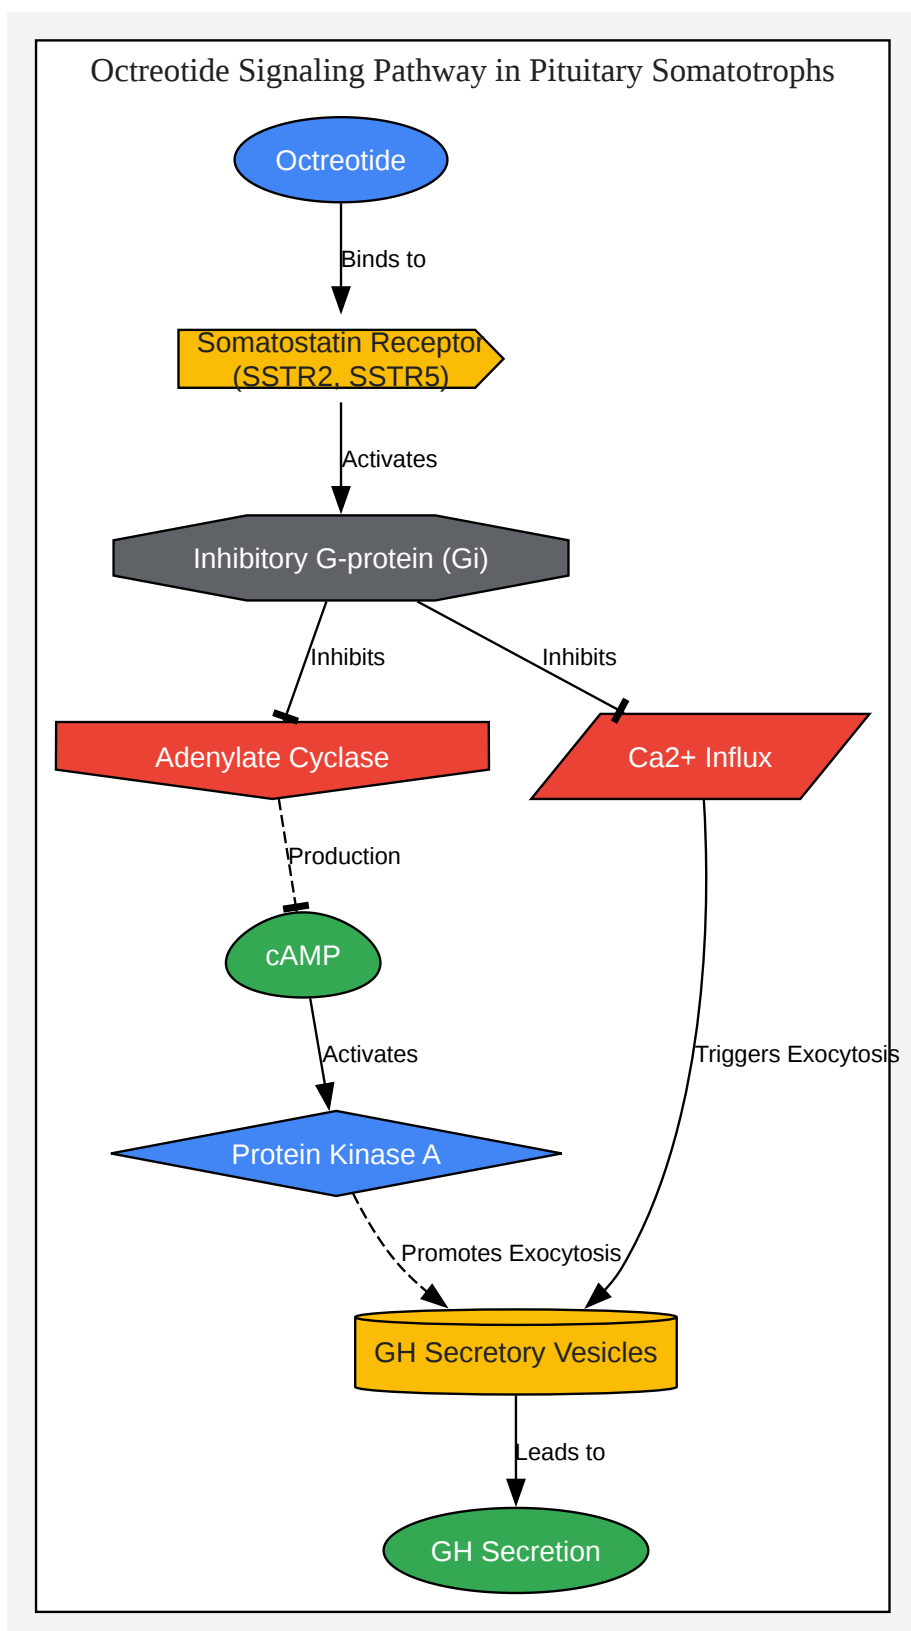 Octreotide Signaling Pathway in Pituitary Somatotrophs
Octreotide
Binds to
Somatostatin Receptor
(SSTR2, SSTR5)
Activates
Inhibitory G-protein (Gi)
Inhibits
Inhibits
Adenylate Cyclase
Ca2+ Influx
Production
cAMP
Activates
Triggers Exocytosis
Protein Kinase A
Promotes Exocytosis
GH Secretory Vesicles
Leads to
GH Secretion